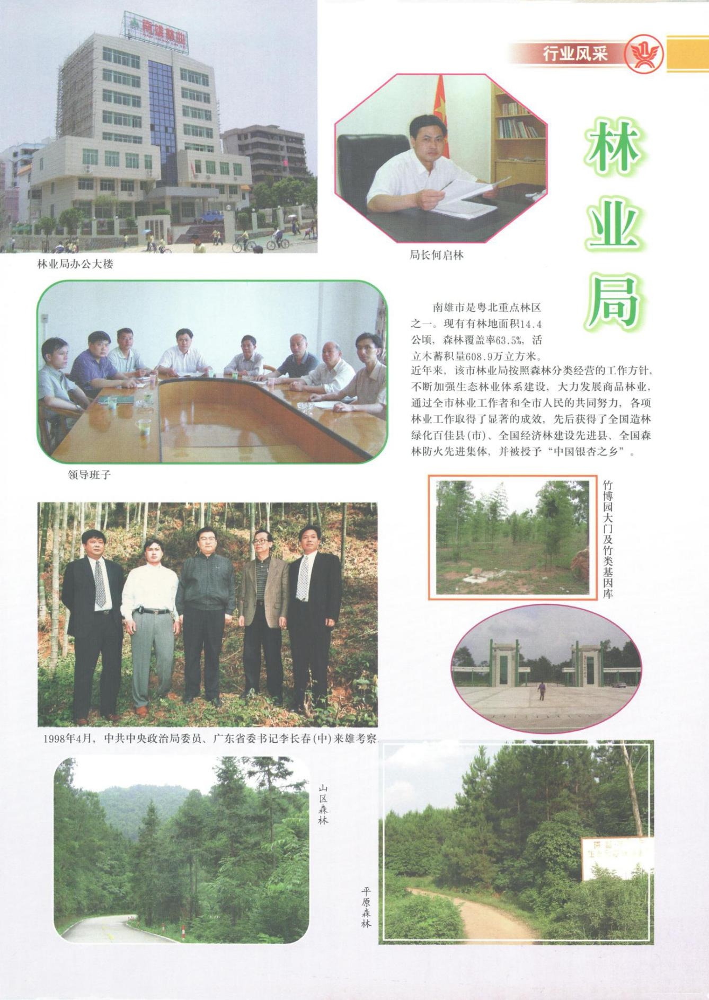 南雄林业
行业风采
林业局
林业局办公大楼
局长何启林
南雄市是粤北重点林区
之一。现有有林地面积14.4
公顷，森林覆盖率63.5%，活
立木蓄积量608.9万立方米。
近年来，该市林业局按照森林分类经营的工作方针，
不断加强生态林业体系建设，大力发展商品林业，
通过全市林业工作者和全市人民的共同努力，各项
林业工作取得了显著的成效，先后获得了全国造林
绿化百佳县(市)、全国经济林建设先进县、全国森
林防火先进集体，并被授予“中国银杏之乡”。
领导班子
竹博园大门及竹类基因库
1998年4月，中共中央政治局委员、广东省委书记李长春(中)来雄考察.
山区森林
平原森林